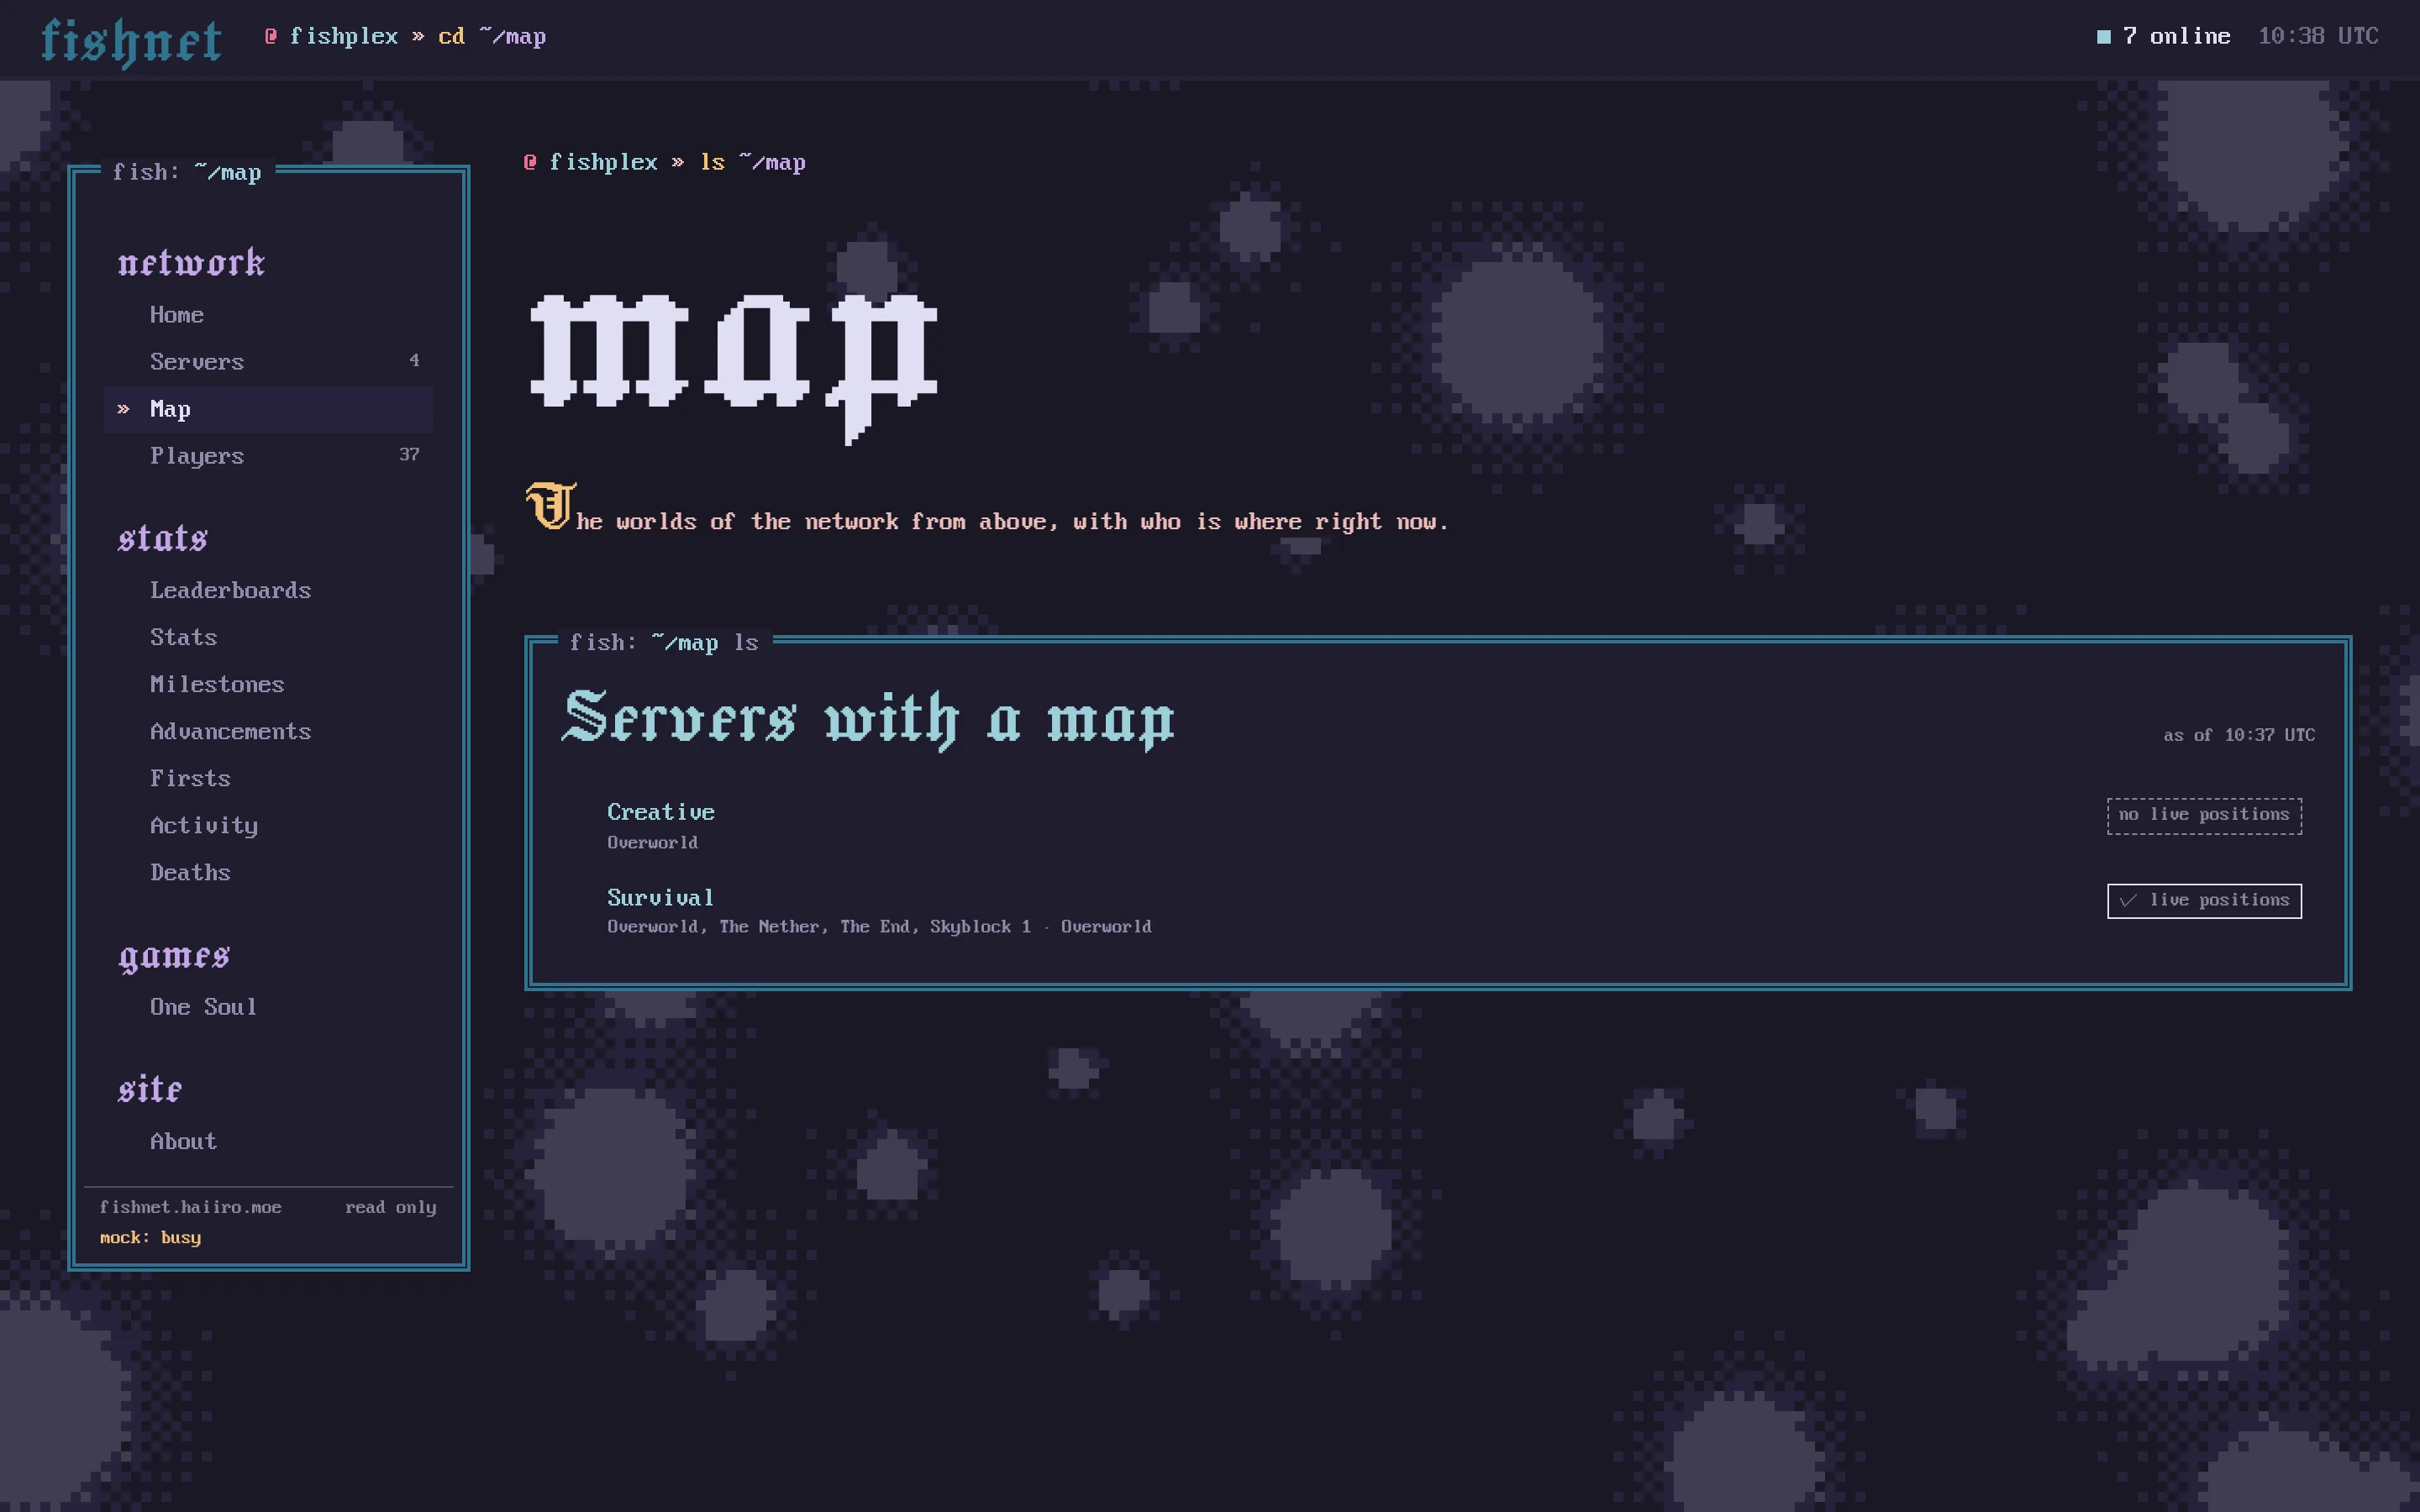 fishnet @ fishplex » cd ~/map
7 online 10:38 UTC
fish: ~/map
network
Home
Servers 4
» Map
Players 37
stats
Leaderboards
Stats
Milestones
Advancements
Firsts
Activity
Deaths
games
One Soul
site
About
fishnet.haiiro.moe read only
mock: busy
@ fishplex » ls ~/map
map
The worlds of the network from above, with who is where right now.
fish: ~/map ls
Servers with a map
as of 10:37 UTC
Creative
Overworld
no live positions
Survival
Overworld, The Nether, The End, Skyblock 1 · Overworld
✓ live positions